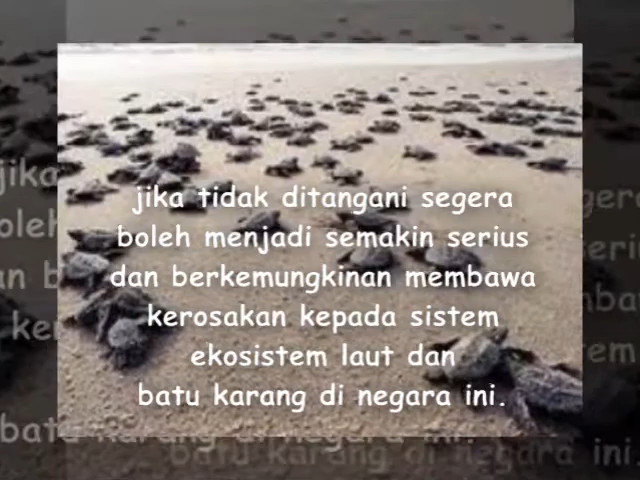 jika tidak ditangani segera
boleh menjadi semakin serius
dan berkemungkinan membawa
kerosakan kepada sistem
ekosistem laut dan
batu karang di negara ini.